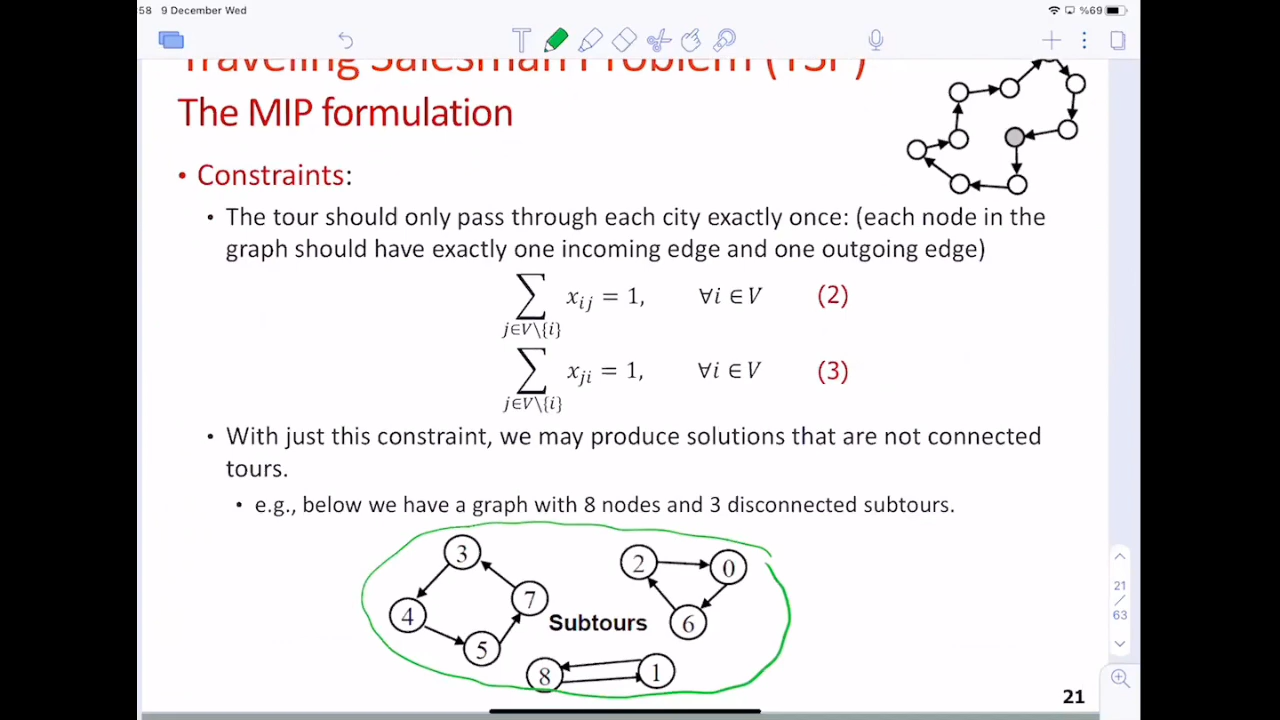 58 9 December Wed
%69
Traveling Salesman Problem (TSP)
The MIP formulation
• Constraints:
• The tour should only pass through each city exactly once: (each node in the
graph should have exactly one incoming edge and one outgoing edge)
∑ x_{ij} = 1, ∀i ∈ V (2)
j∈V\{i}
∑ x_{ji} = 1, ∀i ∈ V (3)
j∈V\{i}
• With just this constraint, we may produce solutions that are not connected
tours.
• e.g., below we have a graph with 8 nodes and 3 disconnected subtours.
3
2
0
4
7
Subtours
6
5
8
1
21
/
63
21